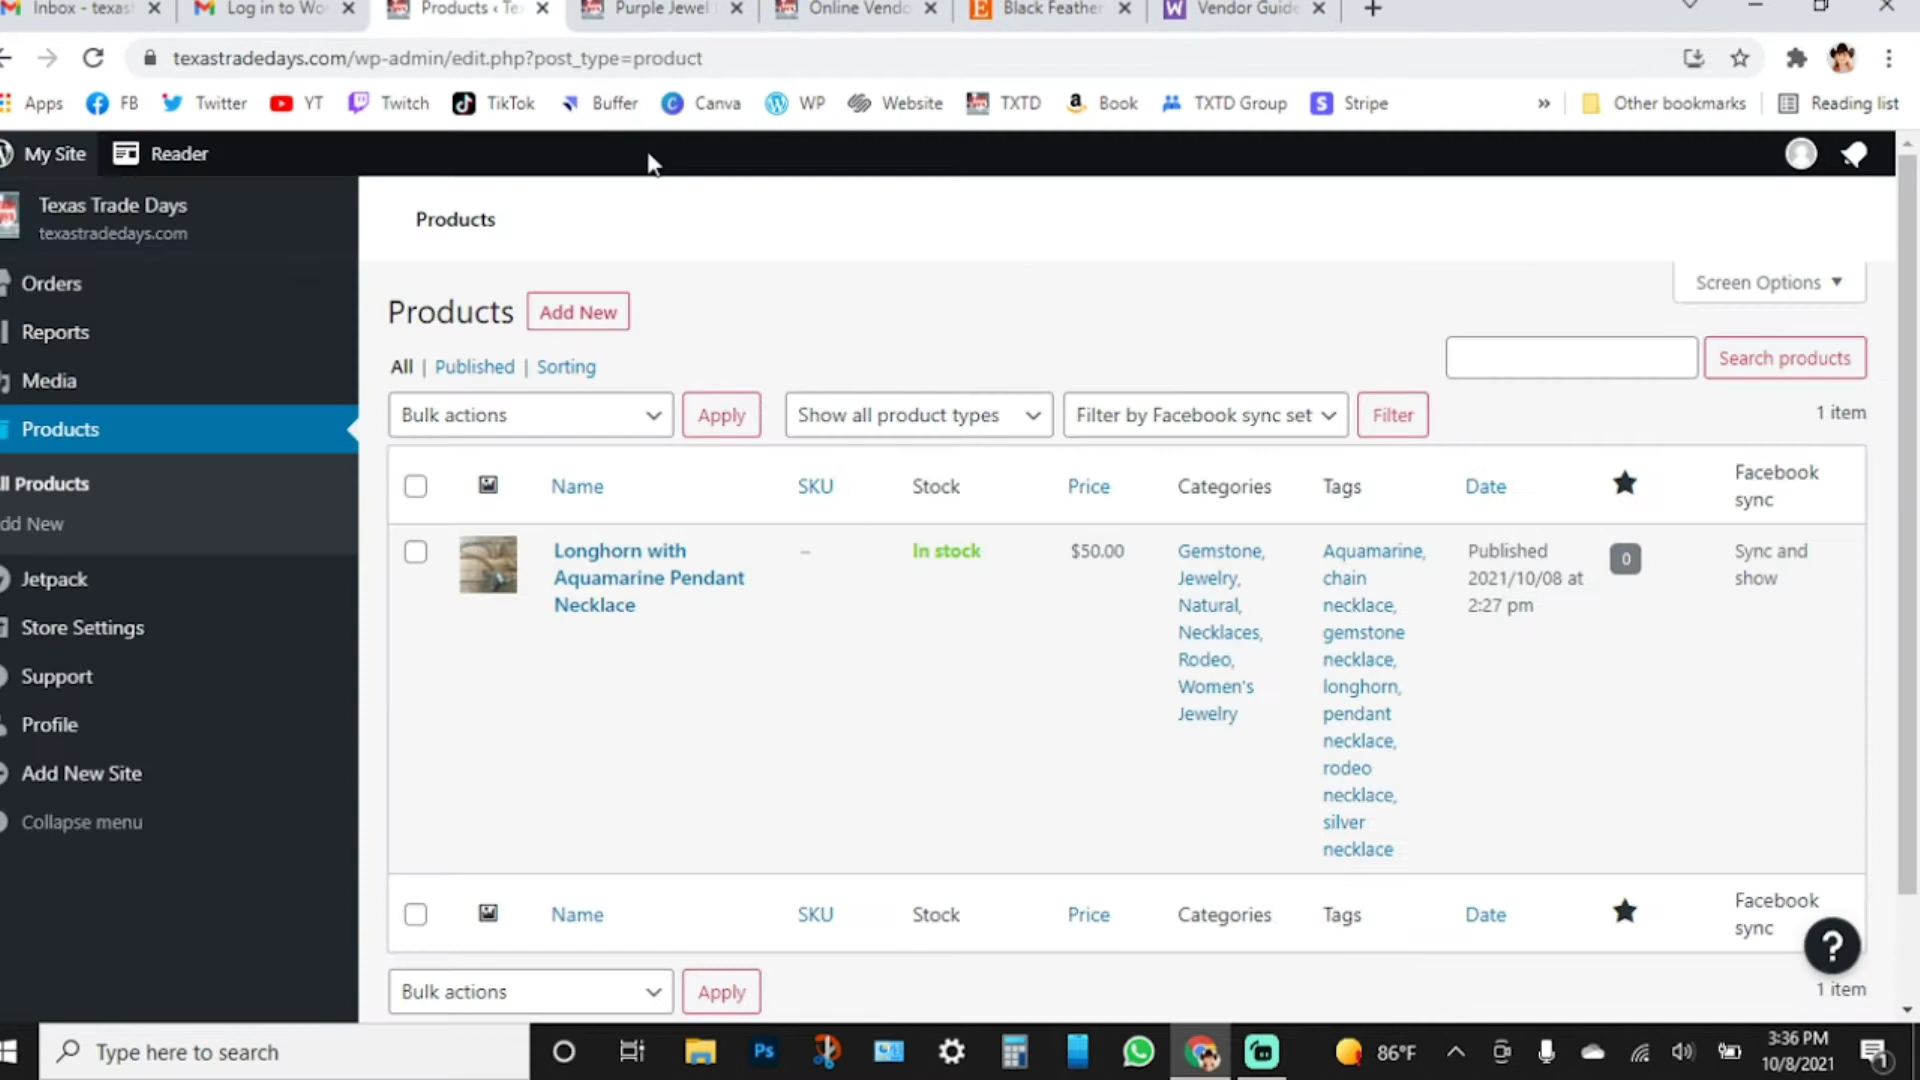 Inbox - texas
Log in to Wo
Products ‹ Te
Purple Jewel
Online Vendo
Black Feather
Vendor Guide
texastradedays.com/wp-admin/edit.php?post_type=product
Apps
FB
Twitter
YT
Twitch
TikTok
Buffer
Canva
WP
Website
TXTD
Book
TXTD Group
Stripe
»
Other bookmarks
Reading list
My Site
Reader
Texas Trade Days
texastradedays.com
Orders
Reports
Media
Products
ll Products
dd New
Jetpack
Store Settings
Support
Profile
Add New Site
Collapse menu
Products
Screen Options
Products
Add New
All | Published | Sorting
Search products
Bulk actions
Apply
Show all product types
Filter by Facebook sync set
Filter
1 item
Name
SKU
Stock
Price
Categories
Tags
Date
Facebook
sync
Longhorn with
Aquamarine Pendant
Necklace
–
In stock
$50.00
Gemstone,
Jewelry,
Natural,
Necklaces,
Rodeo,
Women's
Jewelry
Aquamarine,
chain
necklace,
gemstone
necklace,
longhorn,
pendant
necklace,
rodeo
necklace,
silver
necklace
Published
2021/10/08 at
2:27 pm
0
Sync and
show
Name
SKU
Stock
Price
Categories
Tags
Date
Facebook
sync
?
Bulk actions
Apply
1 item
Type here to search
Ps
86°F
3:36 PM
10/8/2021
1